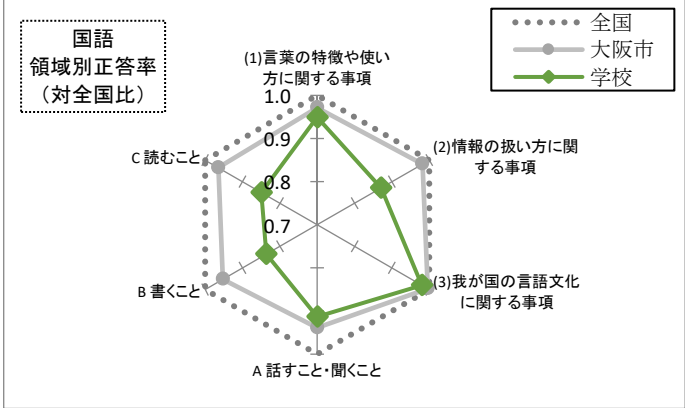 国語
領域別正答率
（対全国比）
全国
大阪市
学校
(1)言葉の特徴や使い
方に関する事項
1.0
0.9
0.8
0.7
(2)情報の扱い方に関
する事項
(3)我が国の言語文化
に関する事項
A 話すこと・聞くこと
B 書くこと
C 読むこと